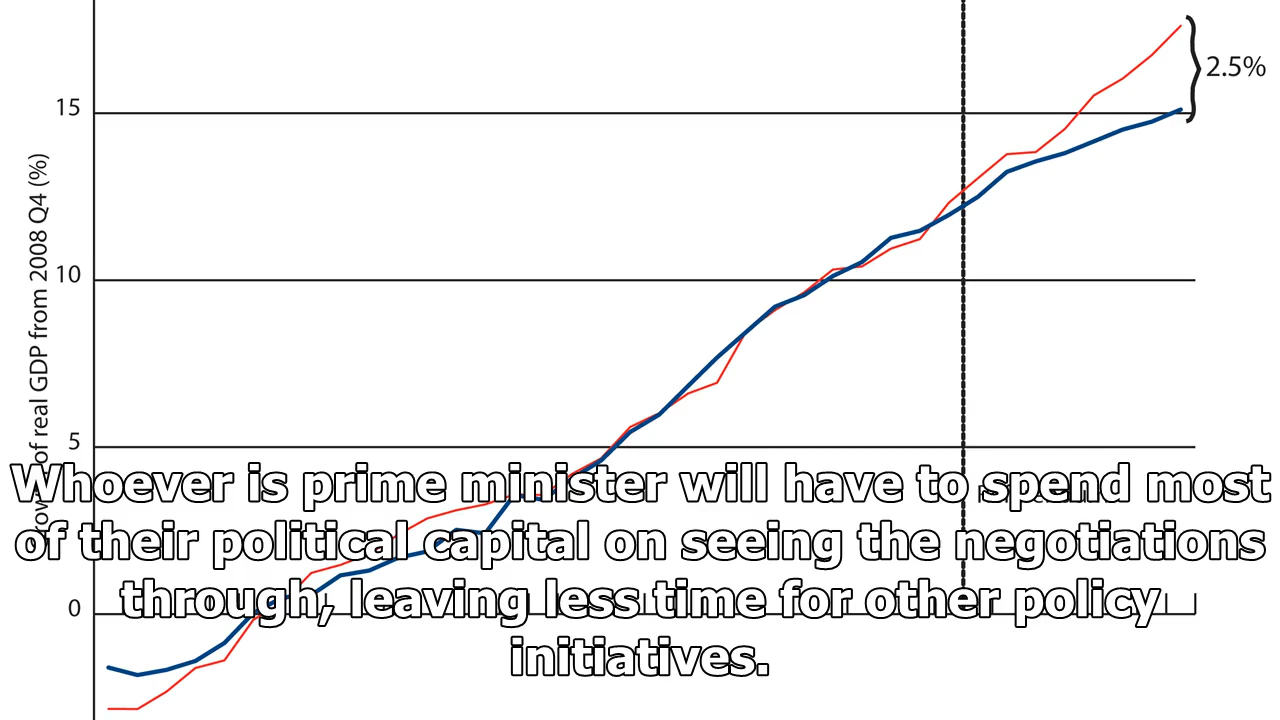 2.5%
15
10
5
0
of real GDP from 2008 Q4 (%)
Whoever is prime minister will have to spend most
of their political capital on seeing the negotiations
through, leaving less time for other policy
initiatives.